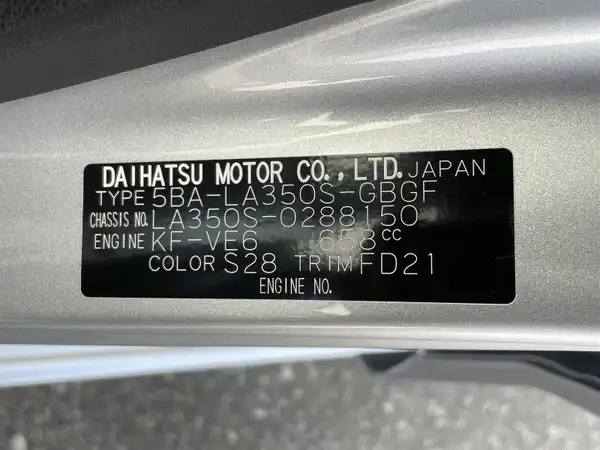 DAIHATSU MOTOR CO.,LTD. JAPAN
TYPE 5BA-LA350S-GBGF
CHASSIS NO. LA350S-0288150
ENGINE KF-VE6 658CC
COLOR S28 TRIM FD21
ENGINE NO.